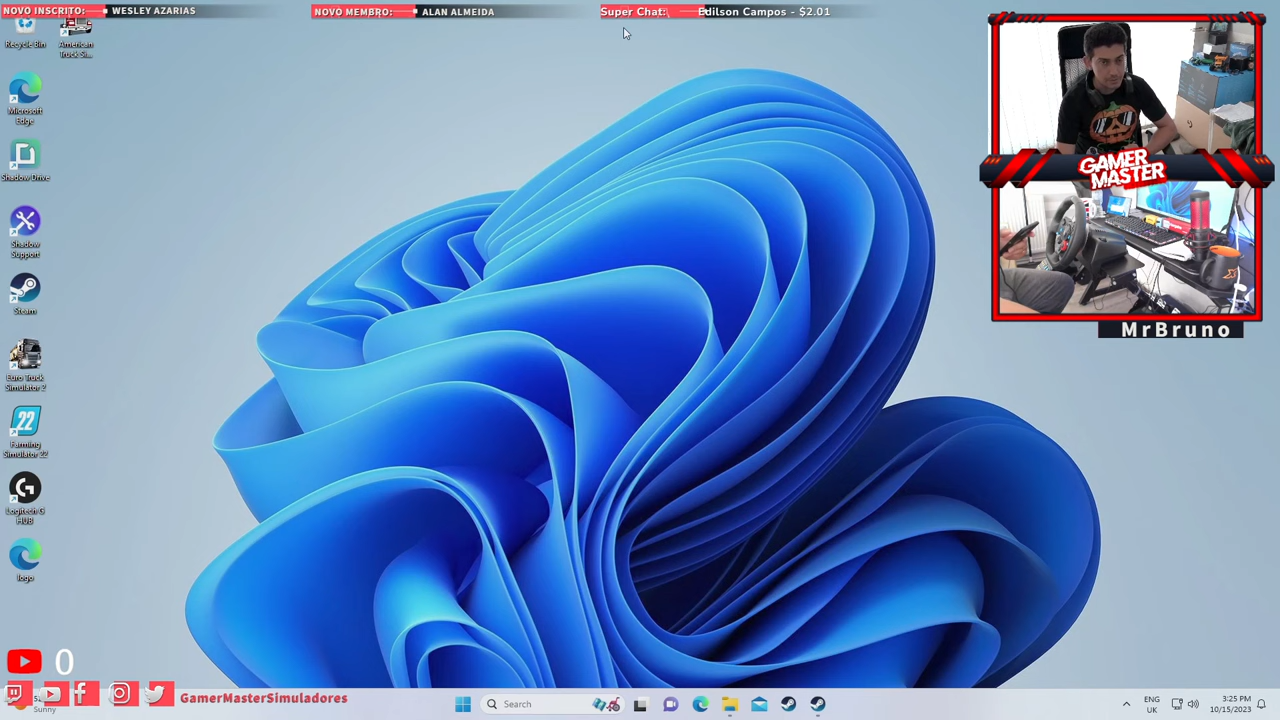 NOVO INSCRITO: WESLEY AZARIAS
NOVO MEMBRO: ALAN ALMEIDA
Super Chat: Edilson Campos - $2.01
Recycle Bin
American
Truck Si...
Microsoft
Edge
Shadow Drive
Shadow
Support
Steam
Euro Truck
Simulator 2
22
Farming
Simulator 22
Logitech G
HUB
logo
GAMER
MASTER
MrBruno
0
GamerMasterSimuladores
Sunny
Search
ENG
UK
3:25 PM
10/15/2023